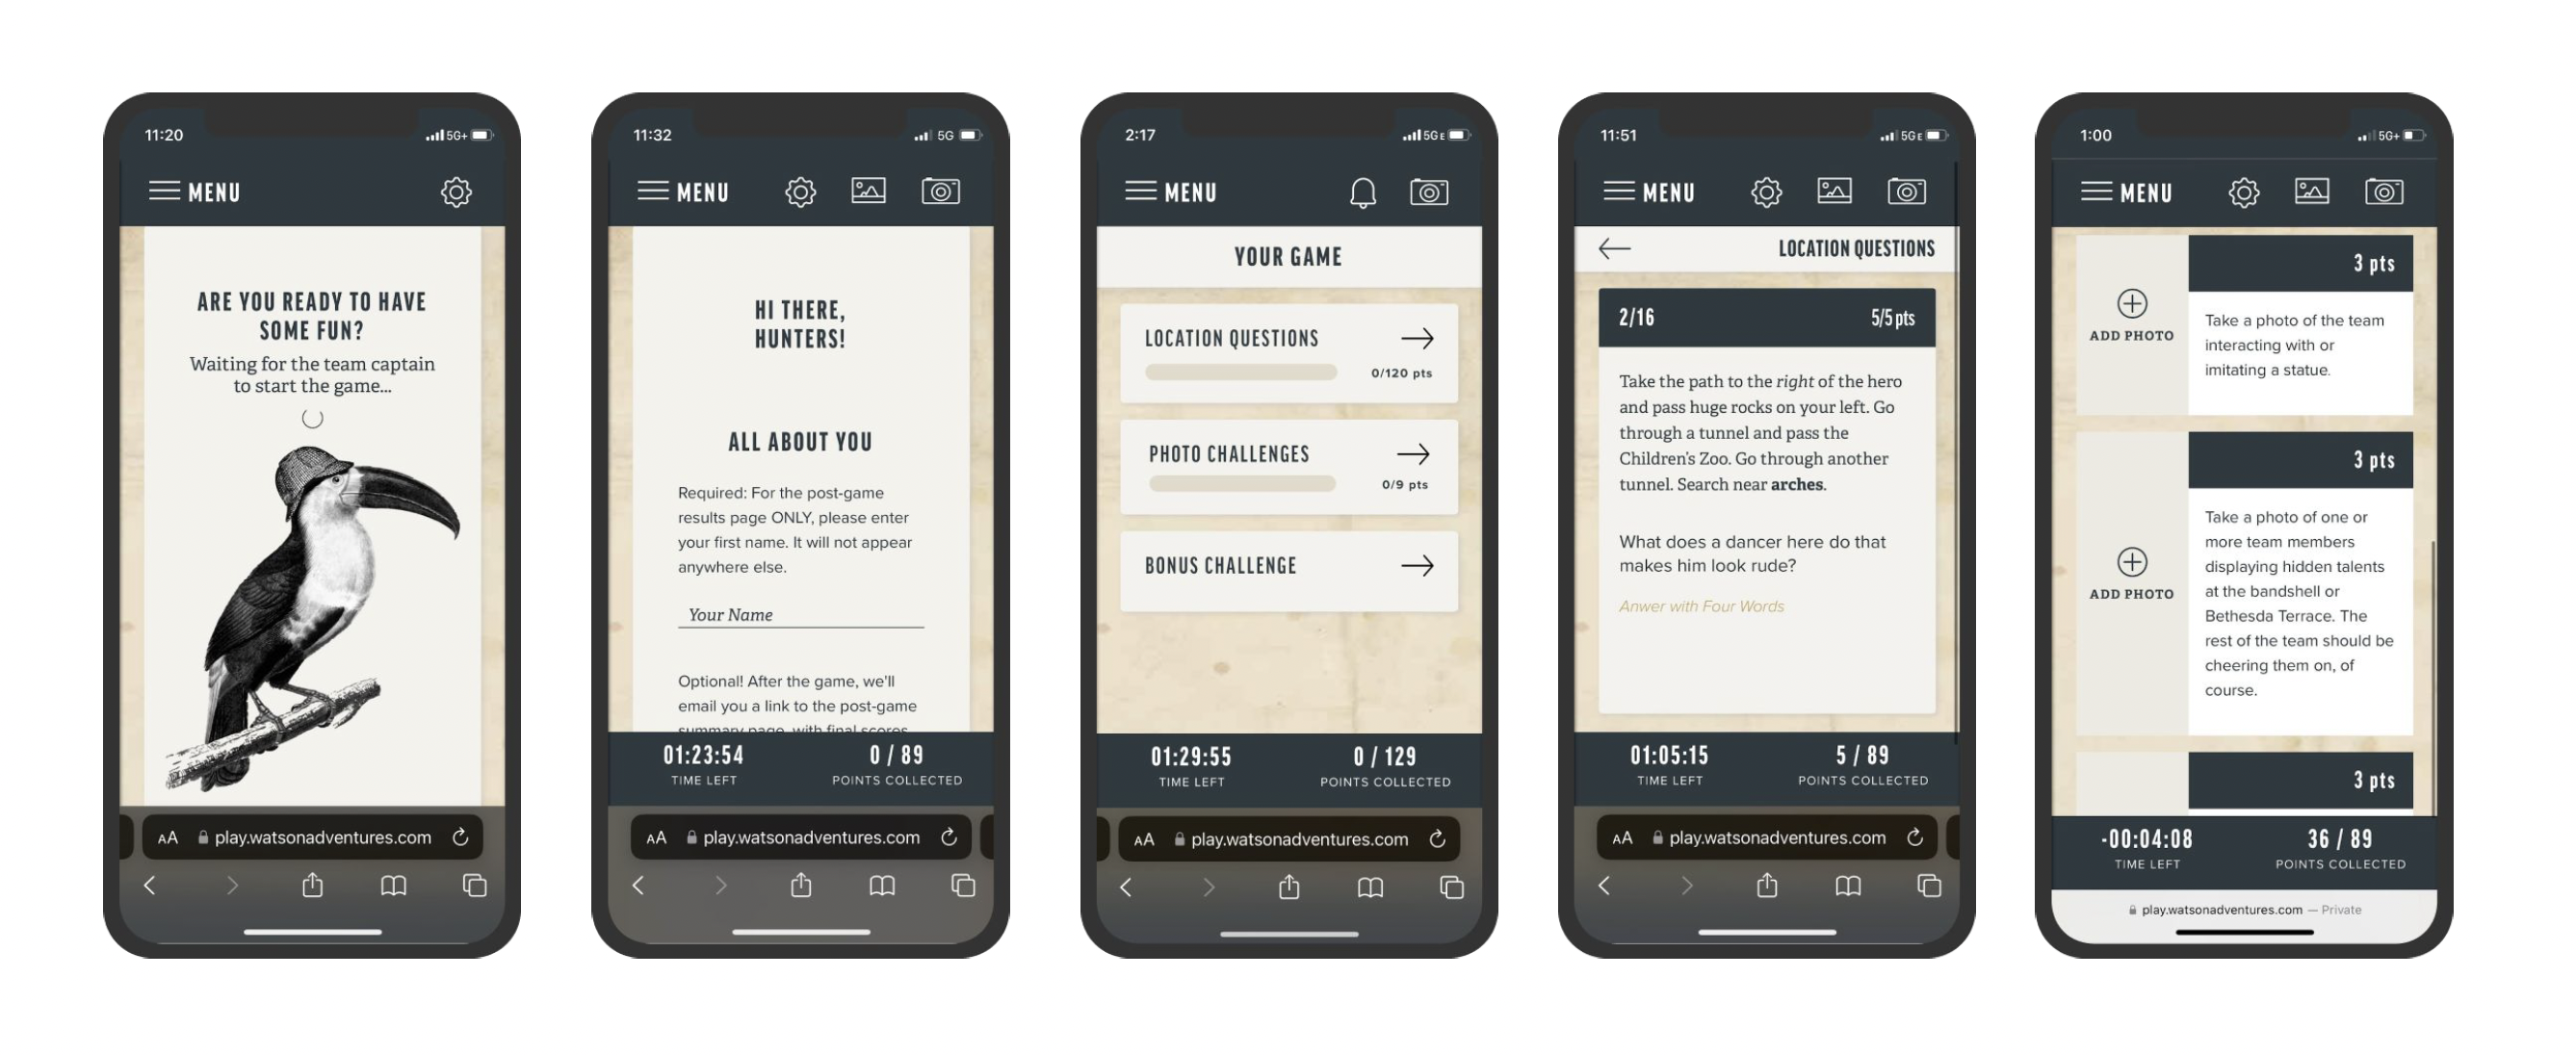 11:20
5G+
MENU
ARE YOU READY TO HAVE
SOME FUN?
Waiting for the team captain
to start the game...
AA play.watsonadventures.com
11:32
5G
MENU
HI THERE,
HUNTERS!
ALL ABOUT YOU
Required: For the post-game
results page ONLY, please enter
your first name. It will not appear
anywhere else.
Your Name
Optional! After the game, we'll
email you a link to the post-game
summary page, with final scores
01:23:54
TIME LEFT
0 / 89
POINTS COLLECTED
AA play.watsonadventures.com
2:17
5GE
MENU
YOUR GAME
LOCATION QUESTIONS
0/120 pts
PHOTO CHALLENGES
0/9 pts
BONUS CHALLENGE
01:29:55
TIME LEFT
0 / 129
POINTS COLLECTED
AA play.watsonadventures.com
11:51
5GE
MENU
LOCATION QUESTIONS
2/16
5/5 pts
Take the path to the right of the hero
and pass huge rocks on your left. Go
through a tunnel and pass the
Children's Zoo. Go through another
tunnel. Search near arches.
What does a dancer here do that
makes him look rude?
Anwer with Four Words
01:05:15
TIME LEFT
5 / 89
POINTS COLLECTED
AA play.watsonadventures.com
1:00
5G+
MENU
3 pts
ADD PHOTO
Take a photo of the team
interacting with or
imitating a statue.
3 pts
ADD PHOTO
Take a photo of one or
more team members
displaying hidden talents
at the bandshell or
Bethesda Terrace. The
rest of the team should be
cheering them on, of
course.
3 pts
-00:04:08
TIME LEFT
36 / 89
POINTS COLLECTED
play.watsonadventures.com — Private